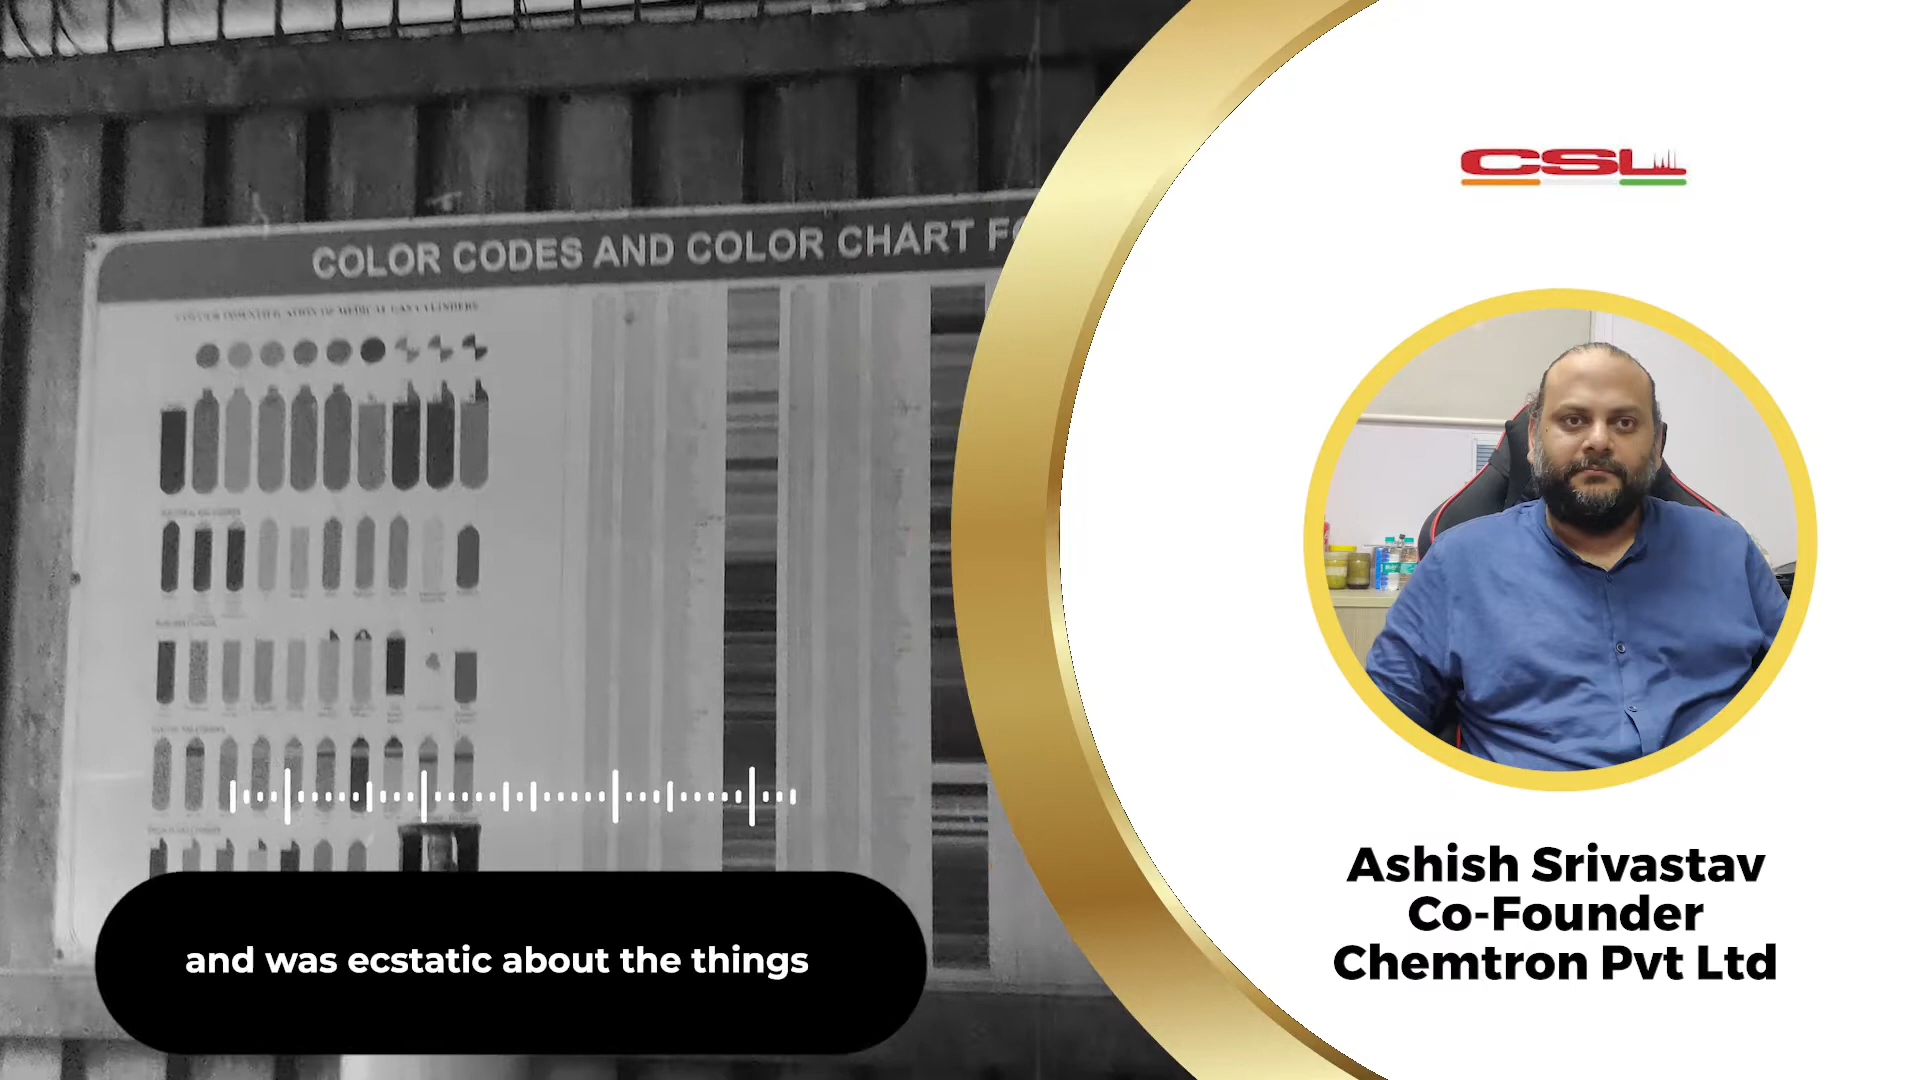 COLOR CODES AND COLOR CHART
and was ecstatic about the things
CSL
Ashish Srivastav
Co-Founder
Chemtron Pvt Ltd